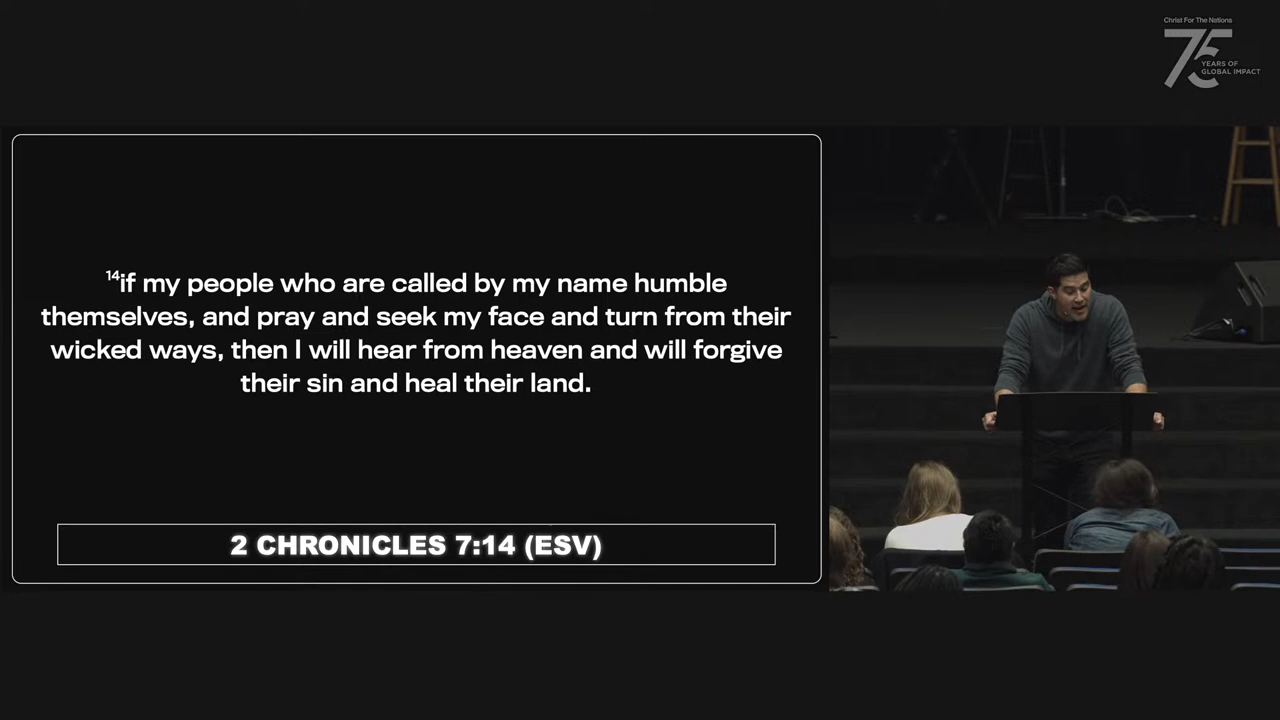 Christ For The Nations
75
YEARS OF
GLOBAL IMPACT
14if my people who are called by my name humble
themselves, and pray and seek my face and turn from their
wicked ways, then I will hear from heaven and will forgive
their sin and heal their land.
2 CHRONICLES 7:14 (ESV)